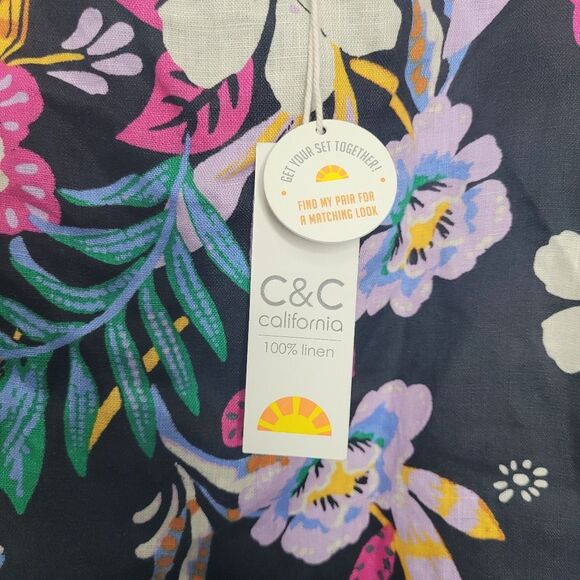 GET YOUR SET TOGETHER!
FIND MY PAIR FOR
A MATCHING LOOK
C&C
california
100% linen